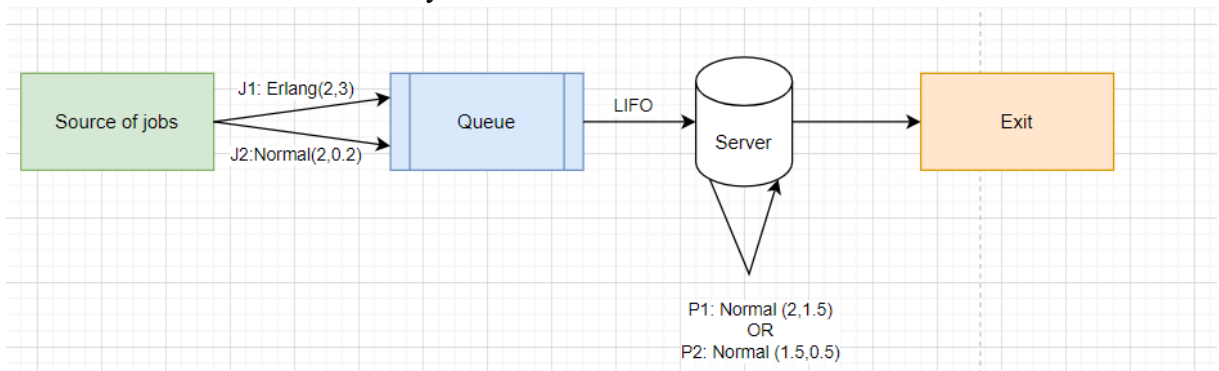 Source of jobs
J1: Erlang(2,3)
J2:Normal(2,0.2)
Queue
LIFO
Server
Exit
P1: Normal (2,1.5)
OR
P2: Normal (1.5,0.5)